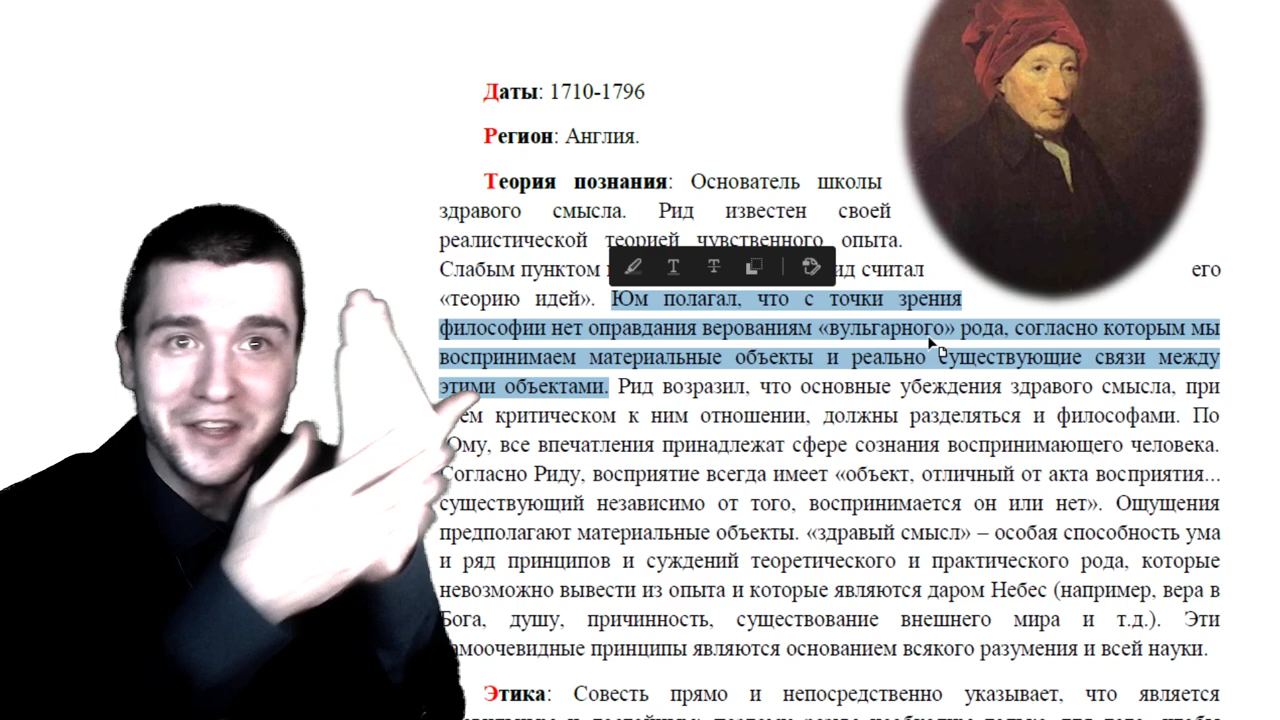 Даты: 1710-1796
Регион: Англия.
Теория познания: Основатель школы
здравого смысла. Рид известен своей
реалистической теорией чувственного опыта.
Слабым пунктом ид считал его
«теорию идей». Юм полагал, что с точки зрения
философии нет оправдания верованиям «вульгарного» рода, согласно которым мы
воспринимаем материальные объекты и реально существующие связи между
этими объектами. Рид возразил, что основные убеждения здравого смысла, при
критическом к ним отношении, должны разделяться и философами. По
Юму, все впечатления принадлежат сфере сознания воспринимающего человека.
Согласно Риду, восприятие всегда имеет «объект, отличный от акта восприятия...
существующий независимо от того, воспринимается он или нет». Ощущения
предполагают материальные объекты. «здравый смысл» – особая способность ума
и ряд принципов и суждений теоретического и практического рода, которые
невозможно вывести из опыта и которые являются даром Небес (например, вера в
Бога, душу, причинность, существование внешнего мира и т.д.). Эти
самоочевидные принципы являются основанием всякого разумения и всей науки.
Этика: Совесть прямо и непосредственно указывает, что является